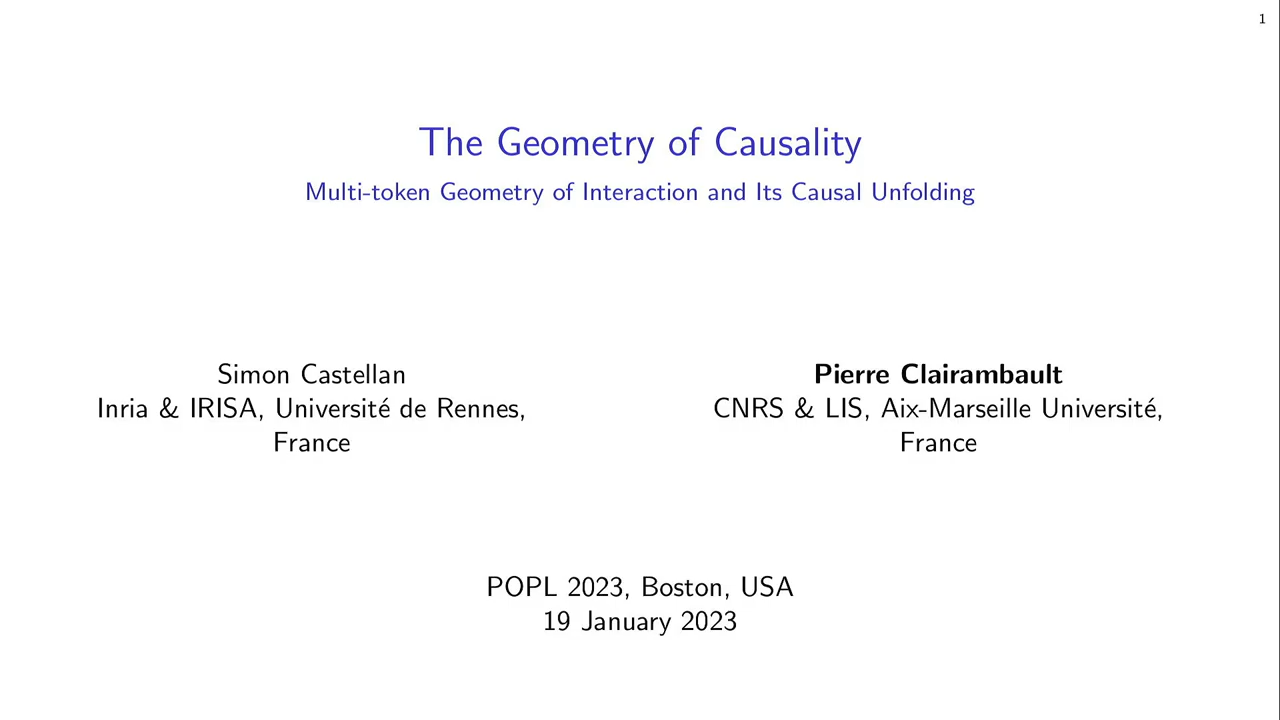 1
The Geometry of Causality
Multi-token Geometry of Interaction and Its Causal Unfolding
Simon Castellan
Inria & IRISA, Université de Rennes,
France
Pierre Clairambault
CNRS & LIS, Aix-Marseille Université,
France
POPL 2023, Boston, USA
19 January 2023